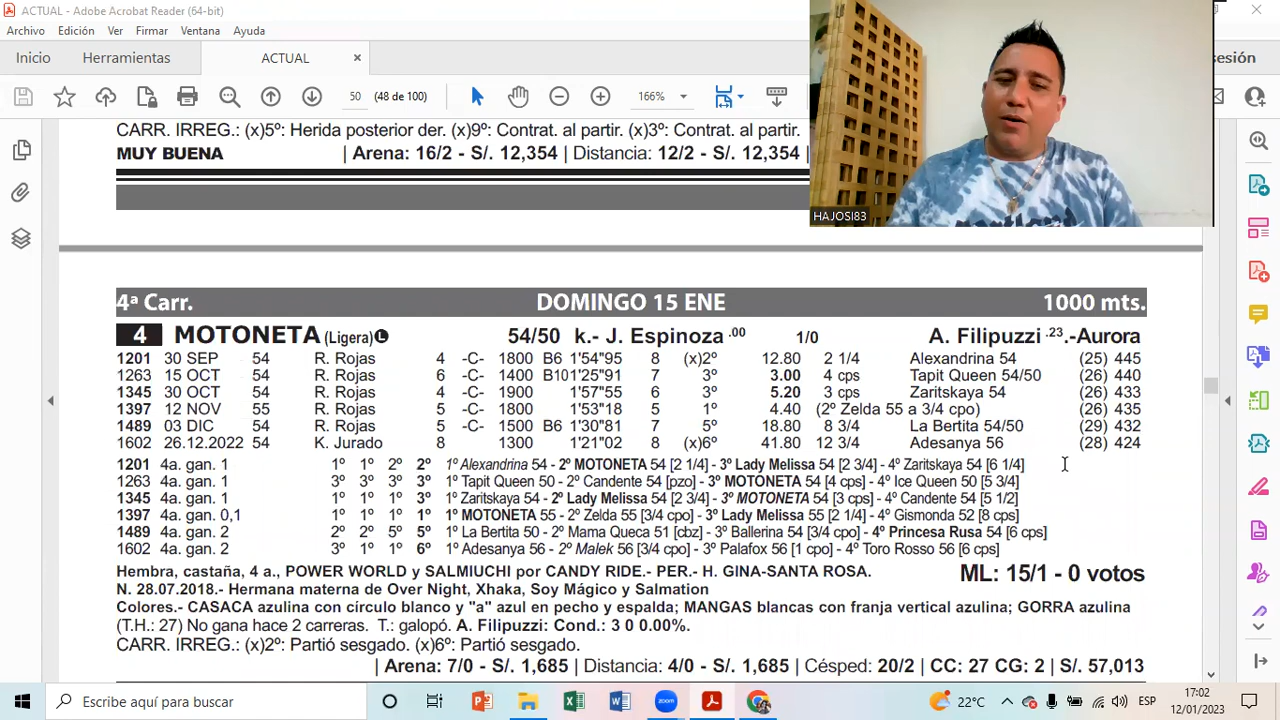 ACTUAL - Adobe Acrobat Reader (64-bit)
Archivo Edición Ver Firmar Ventana Ayuda
Inicio Herramientas ACTUAL × sesión
50 (48 de 100) 166%
HAJOSI83
CARR. IRREG.: (x)5º: Herida posterior der. (x)9º: Contrat. al partir. (x)3º: Contrat. al partir.
MUY BUENA | Arena: 16/2 - S/. 12,354 | Distancia: 12/2 - S/. 12,354 |
4ª Carr. DOMINGO 15 ENE 1000 mts.
4 MOTONETA (Ligera) L 54/50 k.- J. Espinoza .00 1/0 A. Filipuzzi .23.-Aurora
1201 30 SEP 54 R. Rojas 4 -C- 1800 B6 1'54"95 8 (x)2º 12.80 2 1/4 Alexandrina 54 (25) 445
1263 15 OCT 54 R. Rojas 6 -C- 1400 B10 1'25"91 7 3º 3.00 4 cps Tapit Queen 54/50 (26) 440
1345 30 OCT 54 R. Rojas 4 -C- 1900 1'57"55 6 3º 5.20 3 cps Zaritskaya 54 (26) 433
1397 12 NOV 55 R. Rojas 5 -C- 1800 1'53"18 5 1º 4.40 (2º Zelda 55 a 3/4 cpo) (26) 435
1489 03 DIC 54 R. Rojas 5 -C- 1500 B6 1'30"81 7 5º 18.80 8 3/4 La Bertita 54/50 (29) 432
1602 26.12.2022 54 K. Jurado 8 1300 1'21"02 8 (x)6º 41.80 12 3/4 Adesanya 56 (28) 424
1201 4a. gan. 1 1º 1º 2º 2º 1º Alexandrina 54 - 2º MOTONETA 54 [2 1/4] - 3º Lady Melissa 54 [2 3/4] - 4º Zaritskaya 54 [6 1/4]
1263 4a. gan. 1 3º 3º 3º 3º 1º Tapit Queen 50 - 2º Candente 54 [pzo] - 3º MOTONETA 54 [4 cps] - 4º Ice Queen 50 [5 3/4]
1345 4a. gan. 1 1º 1º 1º 3º 1º Zaritskaya 54 - 2º Lady Melissa 54 [2 3/4] - 3º MOTONETA 54 [3 cps] - 4º Candente 54 [5 1/2]
1397 4a. gan. 0,1 1º 1º 1º 1º 1º MOTONETA 55 - 2º Zelda 55 [3/4 cpo] - 3º Lady Melissa 55 [2 1/4] - 4º Gismonda 52 [8 cps]
1489 4a. gan. 2 2º 2º 5º 5º 1º La Bertita 50 - 2º Mama Queca 51 [cbz] - 3º Ballerina 54 [3/4 cpo] - 4º Princesa Rusa 54 [6 cps]
1602 4a. gan. 2 3º 1º 1º 6º 1º Adesanya 56 - 2º Malek 56 [3/4 cpo] - 3º Palafox 56 [1 cpo] - 4º Toro Rosso 56 [6 cps]
Hembra, castaña, 4 a., POWER WORLD y SALMIUCHI por CANDY RIDE.- PER.- H. GINA-SANTA ROSA. ML: 15/1 - 0 votos
N. 28.07.2018.- Hermana materna de Over Night, Xhaka, Soy Mágico y Salmation
Colores.- CASACA azulina con círculo blanco y "a" azul en pecho y espalda; MANGAS blancas con franja vertical azulina; GORRA azulina
(T.H.: 27) No gana hace 2 carreras. T.: galopó. A. Filipuzzi: Cond.: 3 0 0.00%.
CARR. IRREG.: (x)2º: Partió sesgado. (x)6º: Partió sesgado.
| Arena: 7/0 - S/. 1,685 | Distancia: 4/0 - S/. 1,685 | Césped: 20/2 | CC: 27 CG: 2 | S/. 57,013
Escribe aquí para buscar 22°C ESP 17:02
12/01/2023